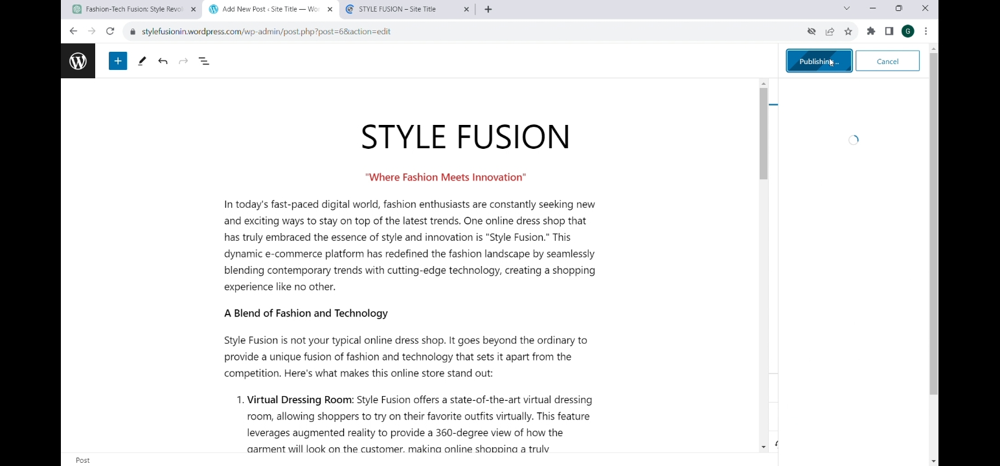 Fashion-Tech Fusion: Style Revol
Add New Post ‹ Site Title — Wor
STYLE FUSION – Site Title
stylefusionin.wordpress.com/wp-admin/post.php?post=6&action=edit
G
Publishing...
Cancel
STYLE FUSION
"Where Fashion Meets Innovation"
In today's fast-paced digital world, fashion enthusiasts are constantly seeking new
and exciting ways to stay on top of the latest trends. One online dress shop that
has truly embraced the essence of style and innovation is "Style Fusion." This
dynamic e-commerce platform has redefined the fashion landscape by seamlessly
blending contemporary trends with cutting-edge technology, creating a shopping
experience like no other.
A Blend of Fashion and Technology
Style Fusion is not your typical online dress shop. It goes beyond the ordinary to
provide a unique fusion of fashion and technology that sets it apart from the
competition. Here's what makes this online store stand out:
1. Virtual Dressing Room: Style Fusion offers a state-of-the-art virtual dressing
room, allowing shoppers to try on their favorite outfits virtually. This feature
leverages augmented reality to provide a 360-degree view of how the
garment will look on the customer, making online shopping a truly
Post